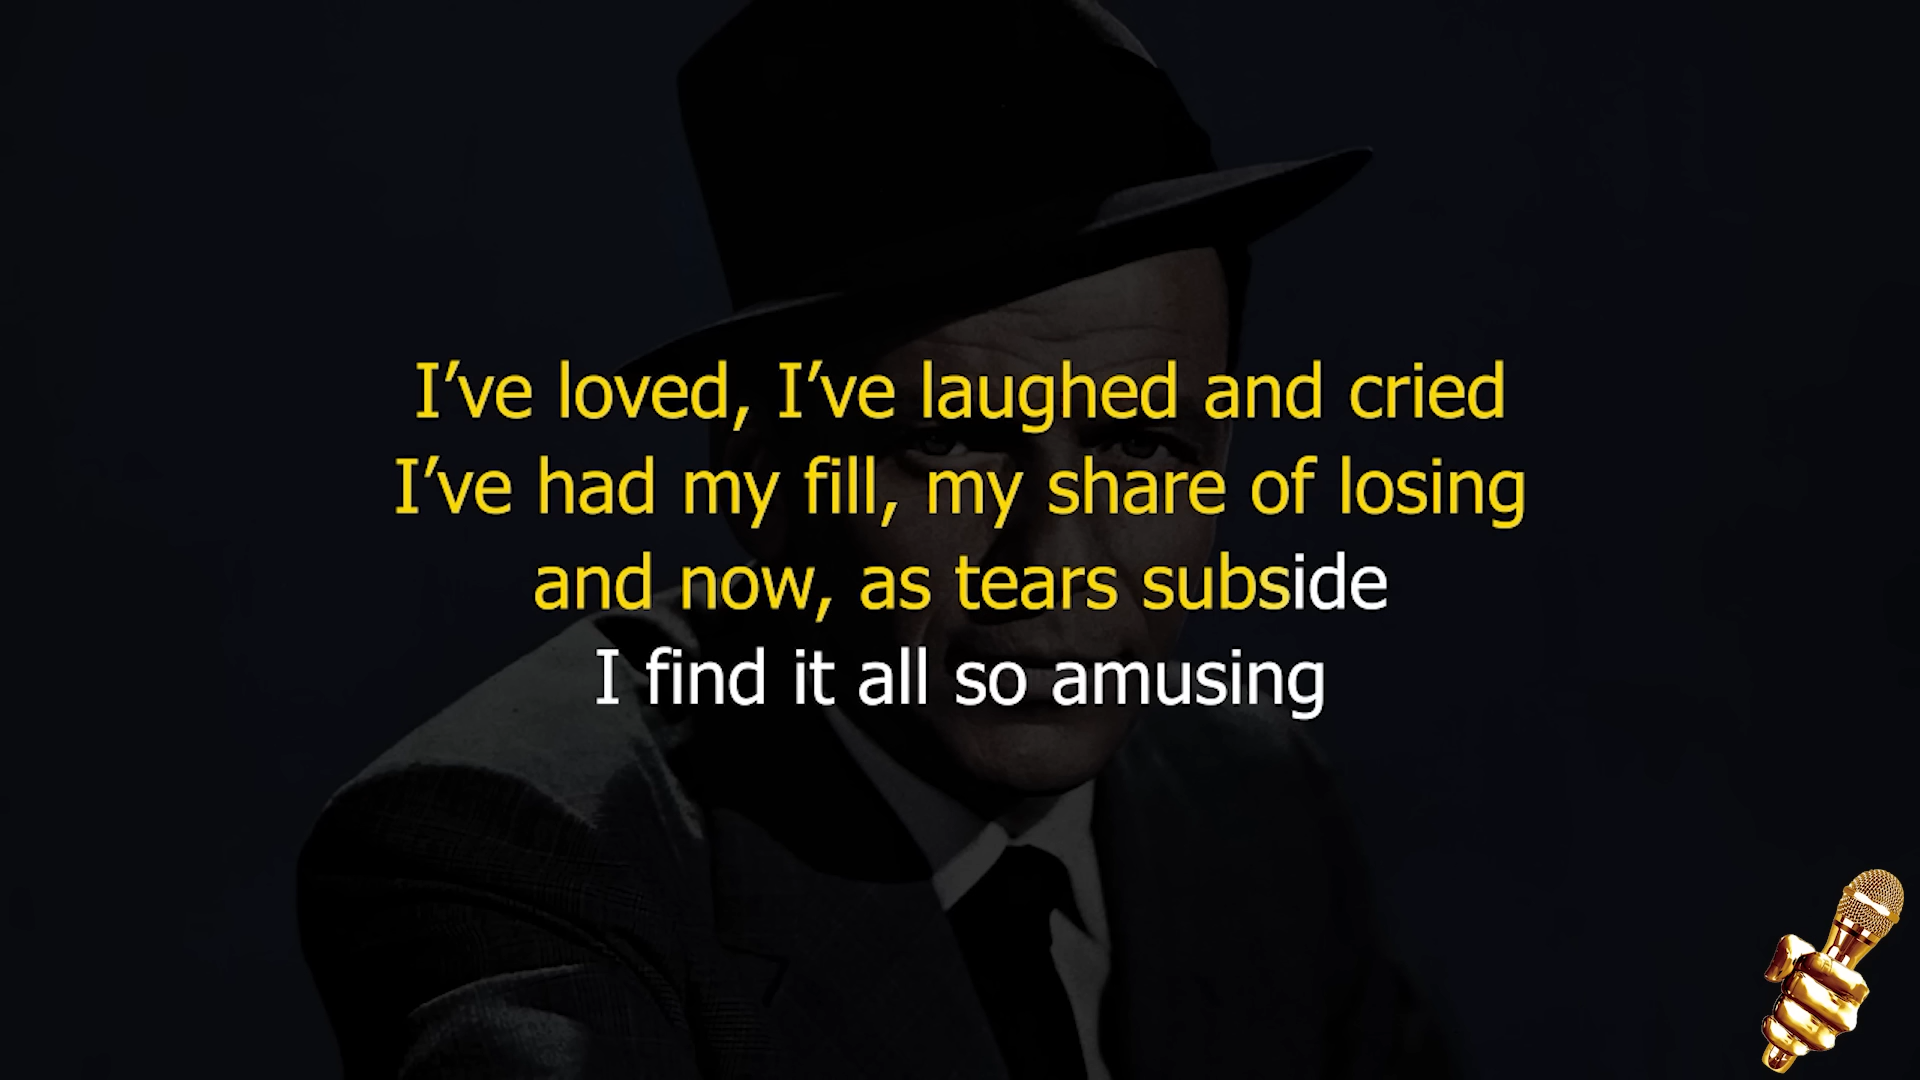 I’ve loved, I’ve laughed and cried
I’ve had my fill, my share of losing
and now, as tears subside
I find it all so amusing